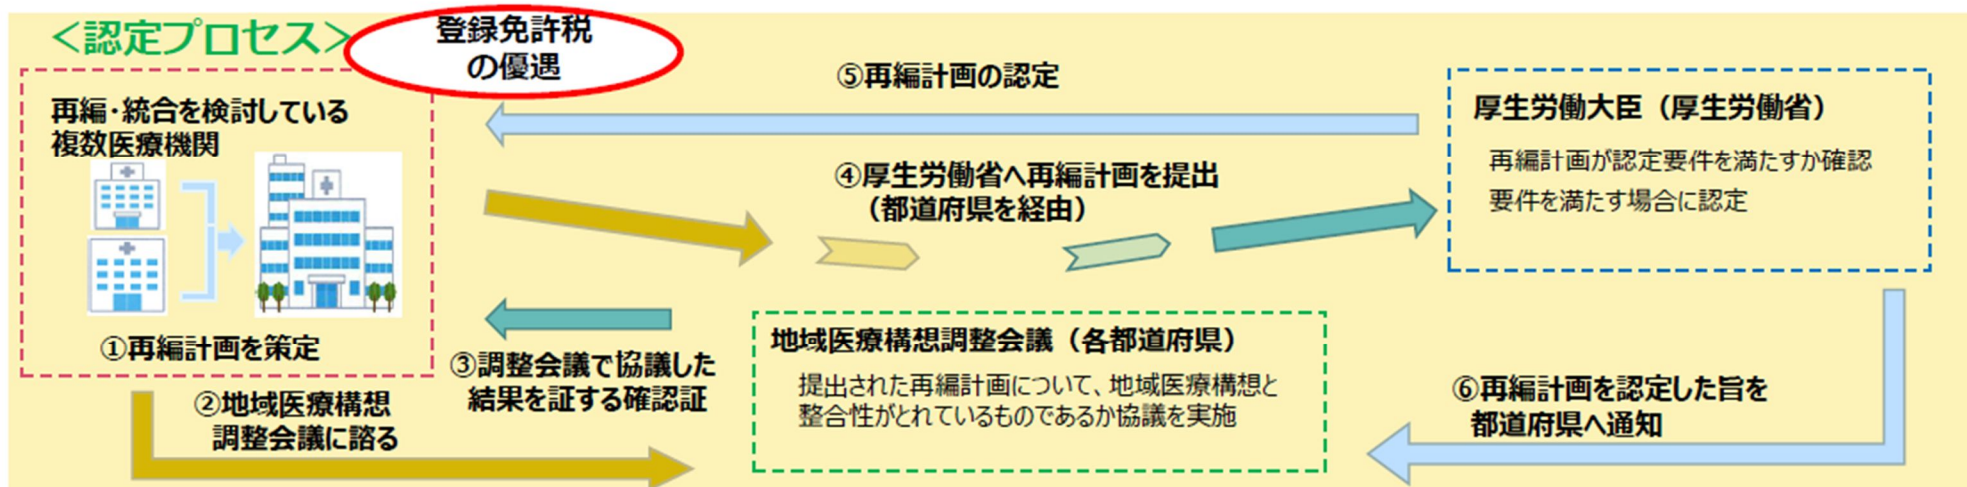 ＜認定プロセス＞
登録免許税
の優遇
再編・統合を検討している
複数医療機関
①再編計画を策定
②地域医療構想
調整会議に諮る
③調整会議で協議した
結果を証する確認証
④厚生労働省へ再編計画を提出
（都道府県を経由）
⑤再編計画の認定
厚生労働大臣（厚生労働省）
再編計画が認定要件を満たすか確認
要件を満たす場合に認定
地域医療構想調整会議（各都道府県）
提出された再編計画について、地域医療構想と
整合性がとれているものであるか協議を実施
⑥再編計画を認定した旨を
都道府県へ通知